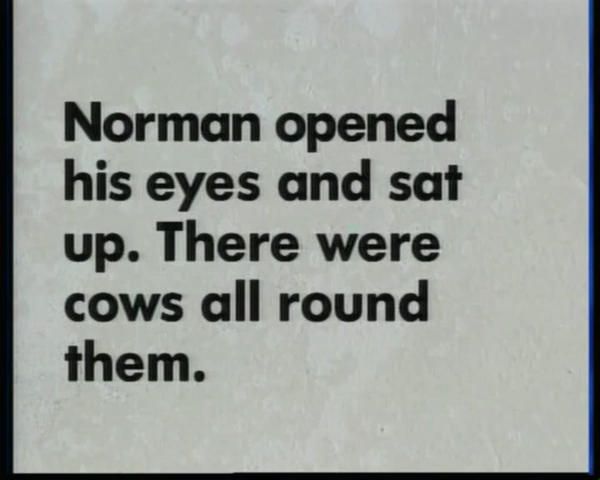 Norman opened
his eyes and sat
up. There were
cows all round
them.